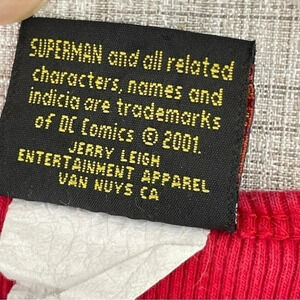 SUPERMAN and all related
characters, names and
indicia are trademarks
of DC Comics © 2001.
JERRY LEIGH
ENTERTAINMENT APPAREL
VAN NUYS CA